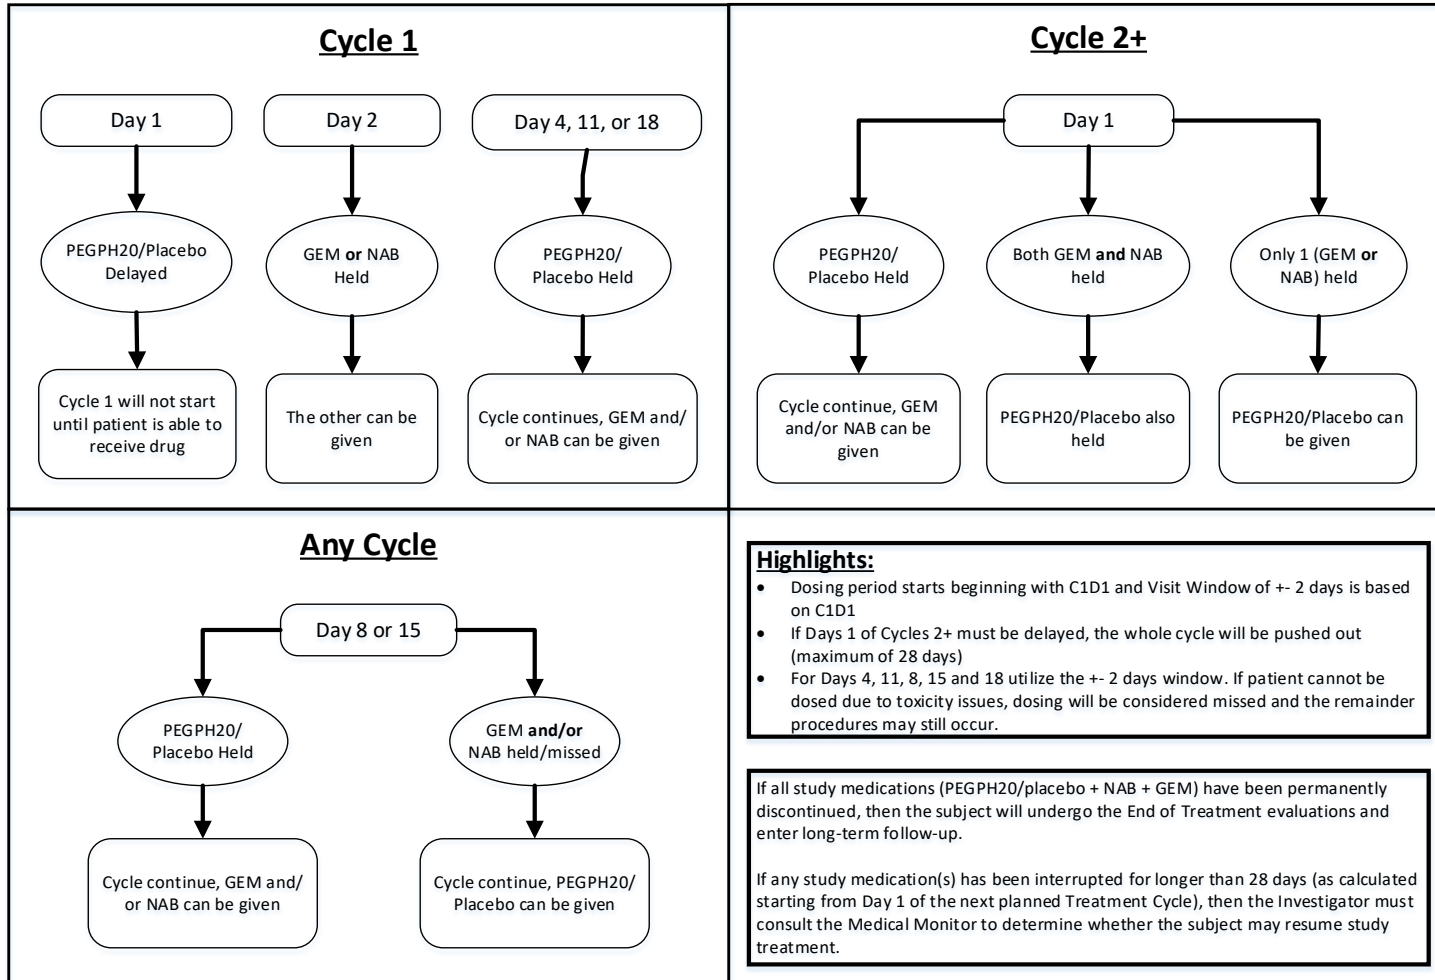 Cycle 1
Day 1
Day 2
Day 4, 11, or 18
PEGPH20/Placebo
Delayed
GEM or NAB
Held
PEGPH20/
Placebo Held
Cycle 1 will not start
until patient is able to
receive drug
The other can be
given
Cycle continues, GEM and/
or NAB can be given
Cycle 2+
Day 1
PEGPH20/
Placebo Held
Both GEM and NAB
held
Only 1 (GEM or
NAB) held
Cycle continue, GEM
and/or NAB can be
given
PEGPH20/Placebo also
held
PEGPH20/Placebo can
be given
Any Cycle
Day 8 or 15
PEGPH20/
Placebo Held
GEM and/or
NAB held/missed
Cycle continue, GEM and/
or NAB can be given
Cycle continue, PEGPH20/
Placebo can be given
Highlights:
• Dosing period starts beginning with C1D1 and Visit Window of +- 2 days is based
on C1D1
• If Days 1 of Cycles 2+ must be delayed, the whole cycle will be pushed out
(maximum of 28 days)
• For Days 4, 11, 8, 15 and 18 utilize the +- 2 days window. If patient cannot be
dosed due to toxicity issues, dosing will be considered missed and the remainder
procedures may still occur.
If all study medications (PEGPH20/placebo + NAB + GEM) have been permanently
discontinued, then the subject will undergo the End of Treatment evaluations and
enter long-term follow-up.
If any study medication(s) has been interrupted for longer than 28 days (as calculated
starting from Day 1 of the next planned Treatment Cycle), then the Investigator must
consult the Medical Monitor to determine whether the subject may resume study
treatment.